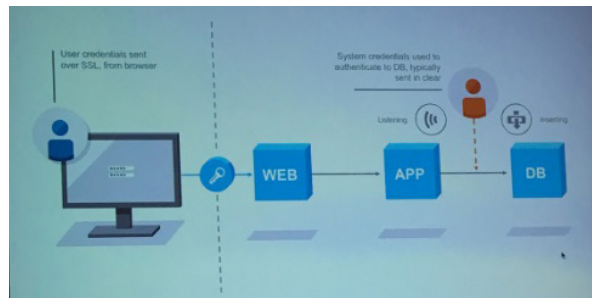 User credentials sent
over SSL, from browser
System credentials used to
authenticate to DB, typically
sent in clear
Listening
Inserting
WEB
APP
DB